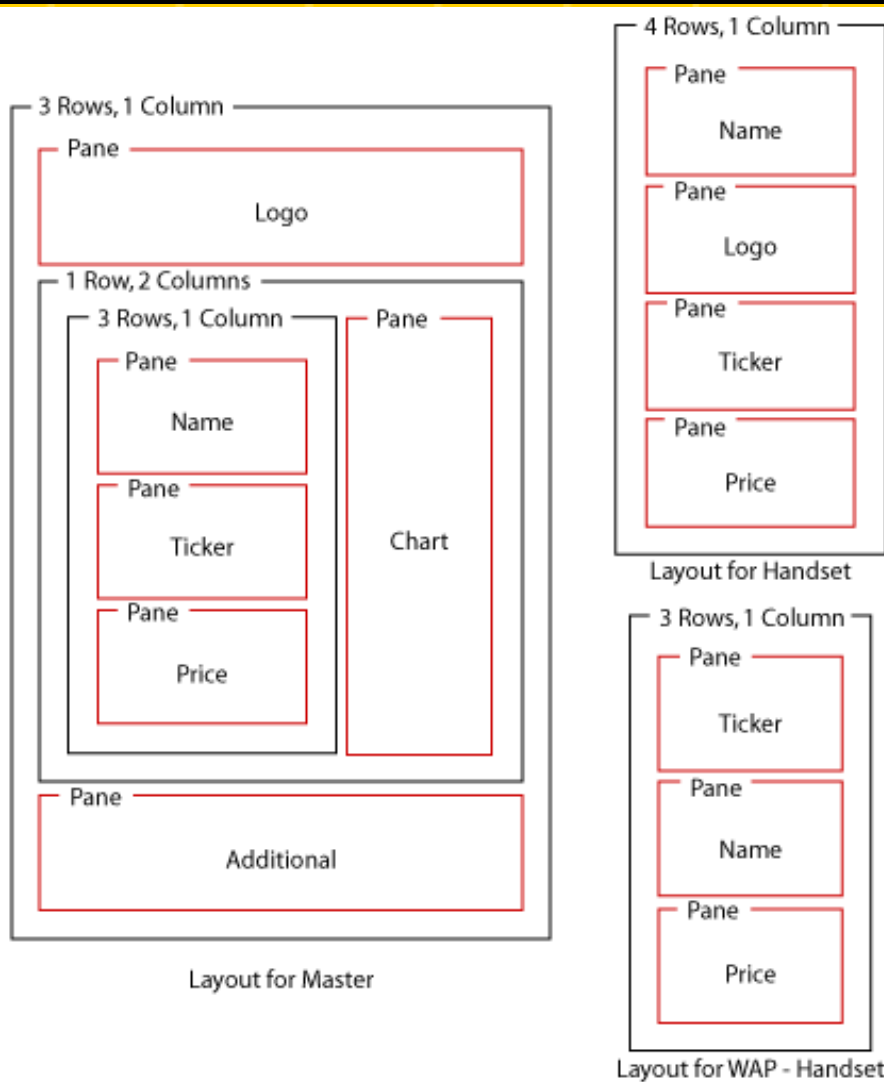 3 Rows, 1 Column
Pane
Logo
1 Row, 2 Columns
3 Rows, 1 Column
Pane
Name
Pane
Ticker
Pane
Price
Pane
Chart
Pane
Additional
Layout for Master
4 Rows, 1 Column
Pane
Name
Pane
Logo
Pane
Ticker
Pane
Price
Layout for Handset
3 Rows, 1 Column
Pane
Ticker
Pane
Name
Pane
Price
Layout for WAP - Handset